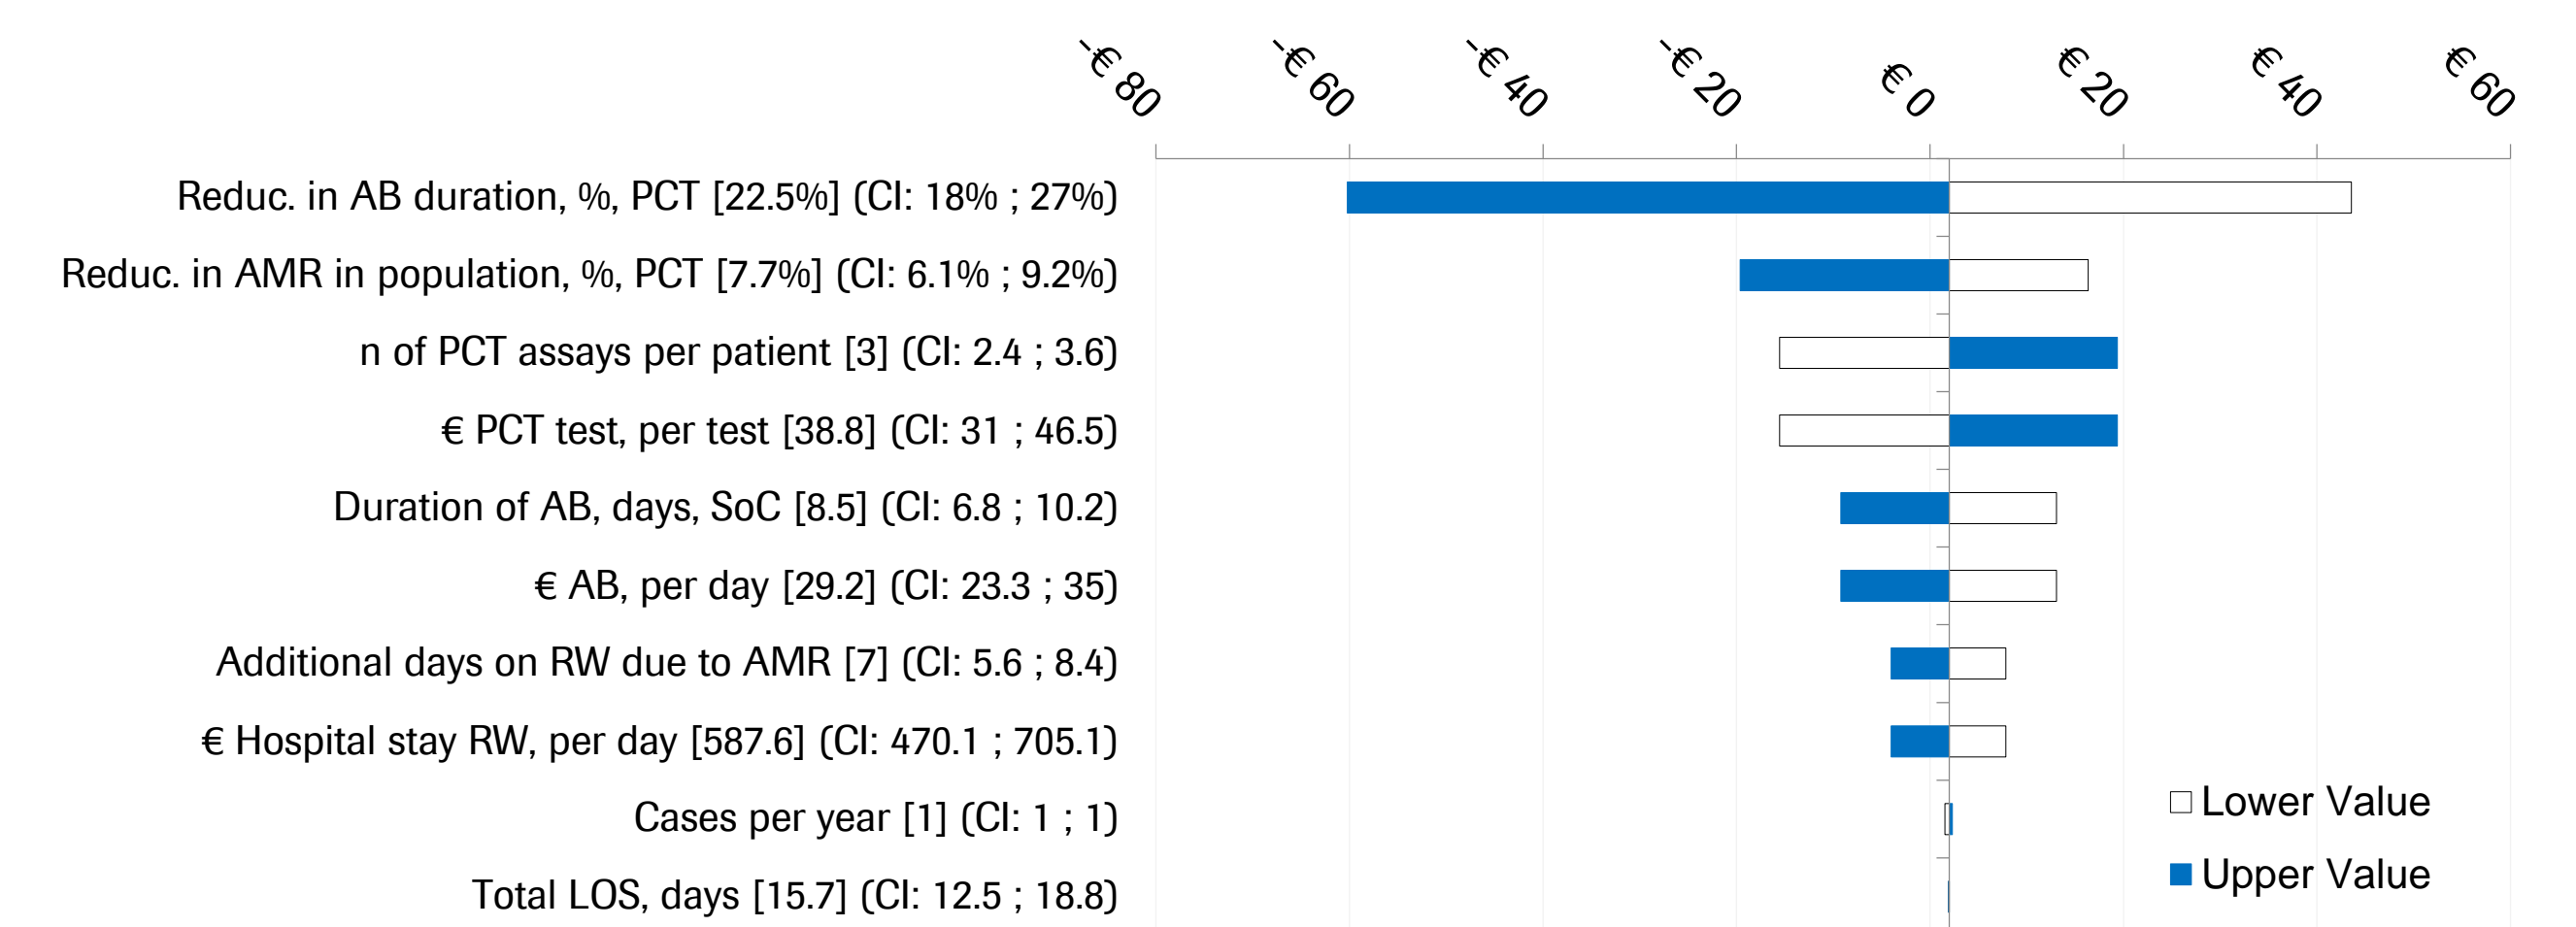 -€ 80
-€ 60
-€ 40
-€ 20
€ 0
€ 20
€ 40
€ 60
Reduc. in AB duration, %, PCT [22.5%] (CI: 18% ; 27%)
Reduc. in AMR in population, %, PCT [7.7%] (CI: 6.1% ; 9.2%)
n of PCT assays per patient [3] (CI: 2.4 ; 3.6)
€ PCT test, per test [38.8] (CI: 31 ; 46.5)
Duration of AB, days, SoC [8.5] (CI: 6.8 ; 10.2)
€ AB, per day [29.2] (CI: 23.3 ; 35)
Additional days on RW due to AMR [7] (CI: 5.6 ; 8.4)
€ Hospital stay RW, per day [587.6] (CI: 470.1 ; 705.1)
Cases per year [1] (CI: 1 ; 1)
Total LOS, days [15.7] (CI: 12.5 ; 18.8)
Lower Value
Upper Value